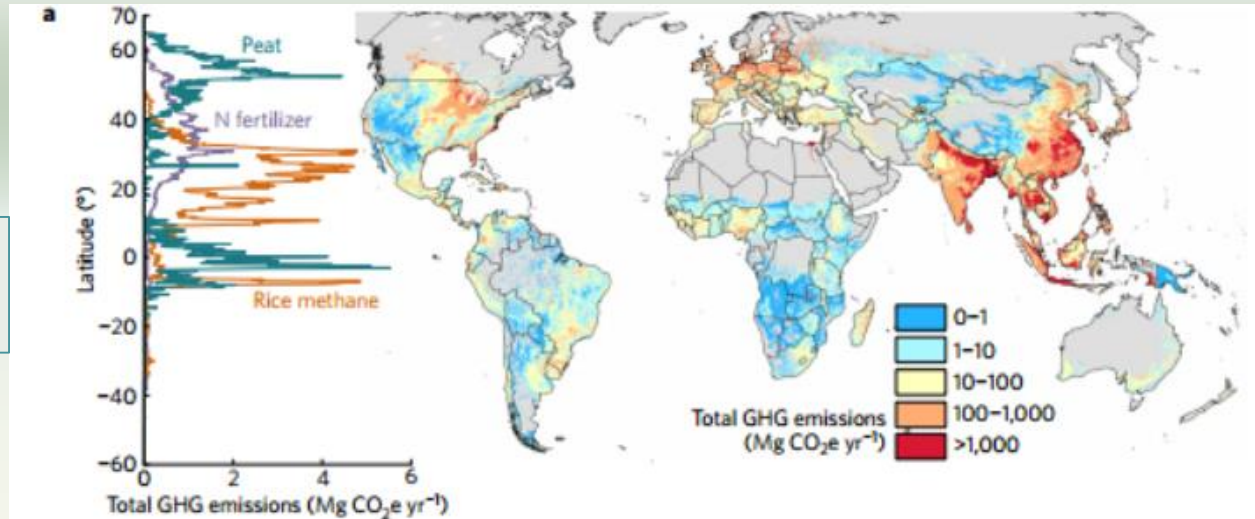 a
70
60
40
20
0
−20
−40
−60
Latitude (°)
Peat
N fertilizer
Rice methane
0
2
4
6
Total GHG emissions (Mg CO₂e yr⁻¹)
Total GHG emissions
(Mg CO₂e yr⁻¹)
0–1
1–10
10–100
100–1,000
>1,000